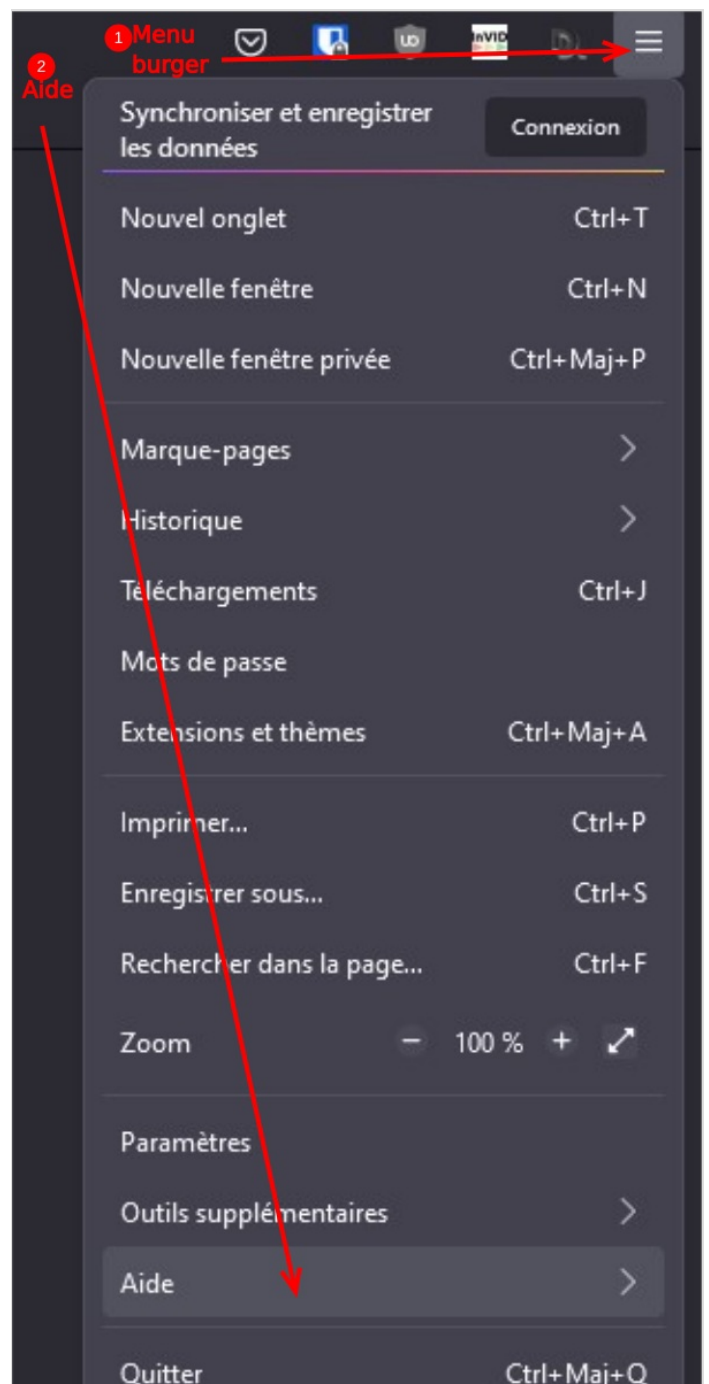 1 Menu
burger
InVID
2
Aide
Synchroniser et enregistrer
les données
Connexion
Nouvel onglet Ctrl+T
Nouvelle fenêtre Ctrl+N
Nouvelle fenêtre privée Ctrl+Maj+P
Marque-pages
Historique
Téléchargements Ctrl+J
Mots de passe
Extensions et thèmes Ctrl+Maj+A
Imprimer... Ctrl+P
Enregistrer sous... Ctrl+S
Rechercher dans la page... Ctrl+F
Zoom − 100 % +
Paramètres
Outils supplémentaires
Aide
Quitter Ctrl+Maj+Q